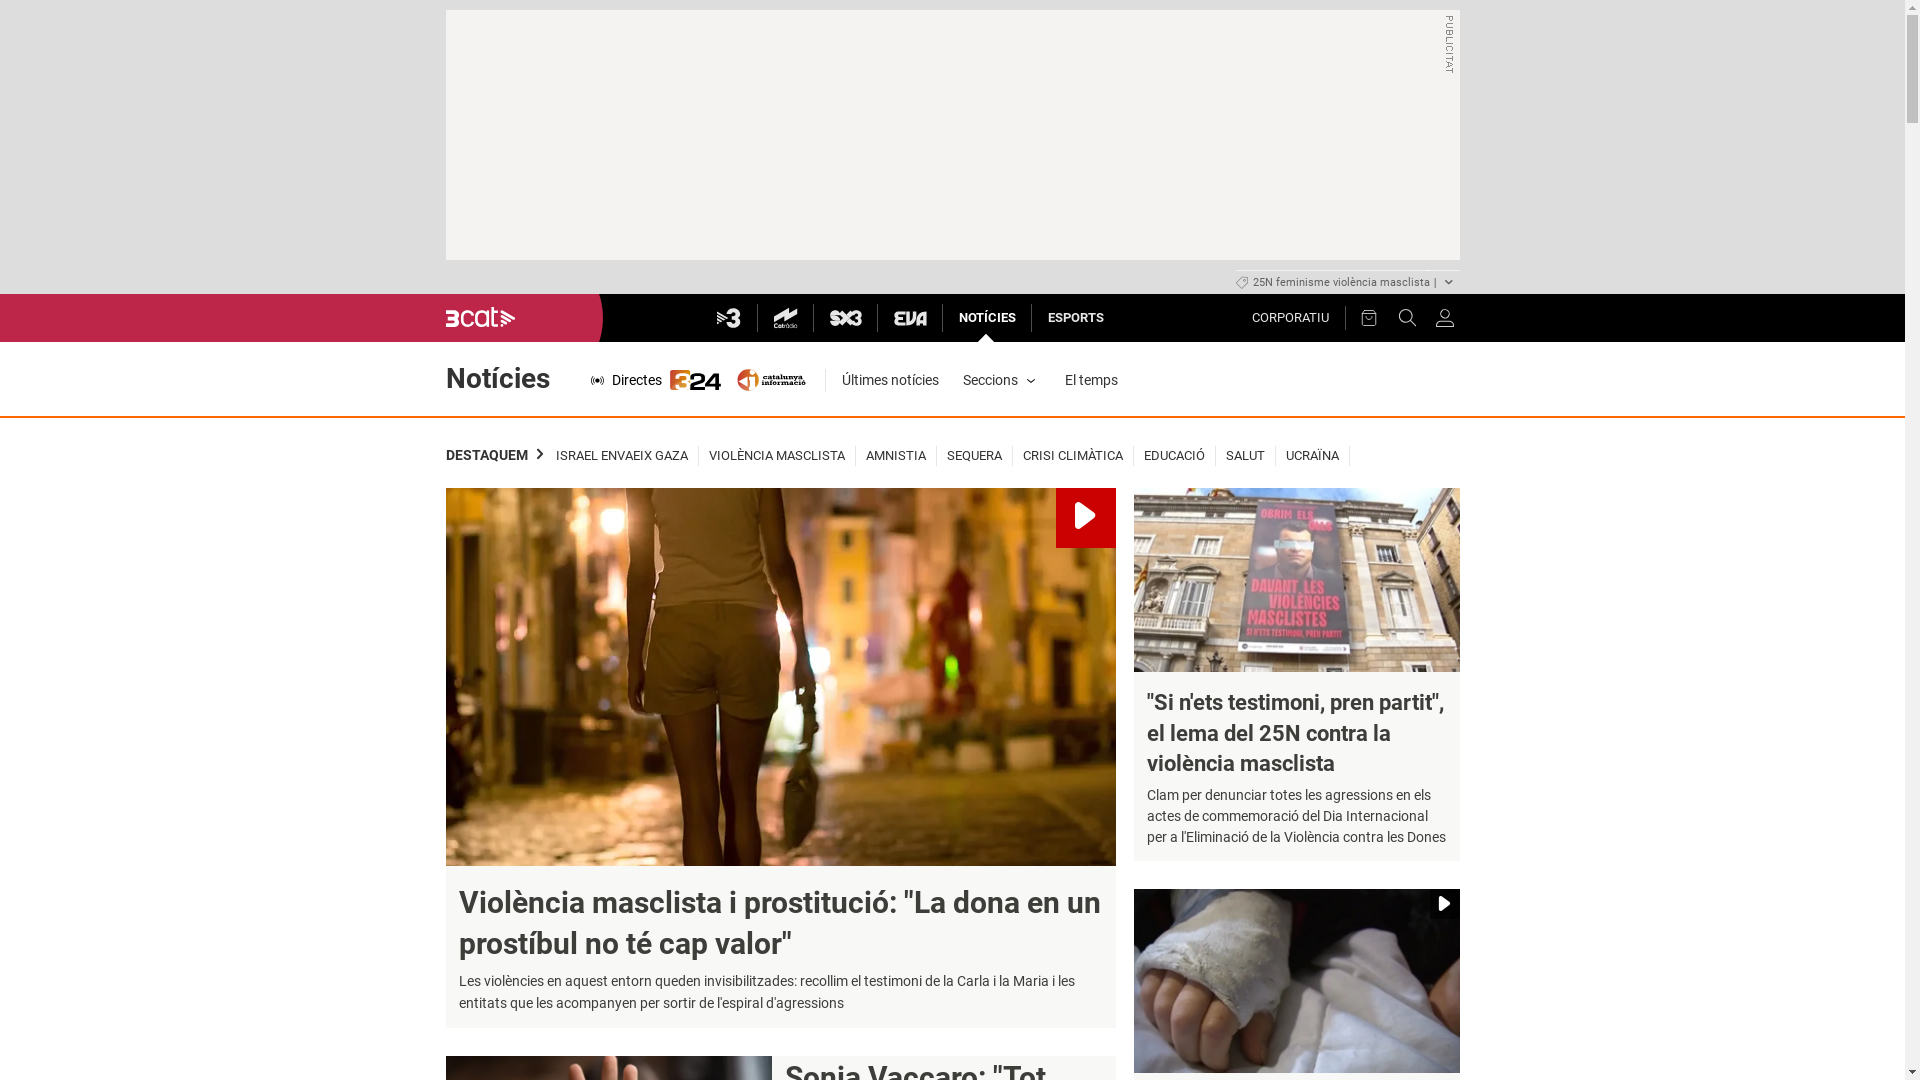 PUBLICITAT
25N feminisme violència masclista |
3cat
3
Catràdio
SX3
EVA
NOTÍCIES
ESPORTS
CORPORATIU
Notícies
Directes
324
catalunya
informació
Últimes notícies
Seccions
El temps
DESTAQUEM
ISRAEL ENVAEIX GAZA
VIOLÈNCIA MASCLISTA
AMNISTIA
SEQUERA
CRISI CLIMÀTICA
EDUCACIÓ
SALUT
UCRAÏNA
OBRIM ELS
ULLS
DAVANT LES
VIOLÈNCIES
MASCLISTES
SI N'ETS TESTIMONI, PREN PARTIT
Violència masclista i prostitució: "La dona en un
prostíbul no té cap valor"
Les violències en aquest entorn queden invisibilitzades: recollim el testimoni de la Carla i la Maria i les
entitats que les acompanyen per sortir de l'espiral d'agressions
"Si n'ets testimoni, pren partit",
el lema del 25N contra la
violència masclista
Clam per denunciar totes les agressions en els
actes de commemoració del Dia Internacional
per a l'Eliminació de la Violència contra les Dones
Sonia Vaccaro: "Tot